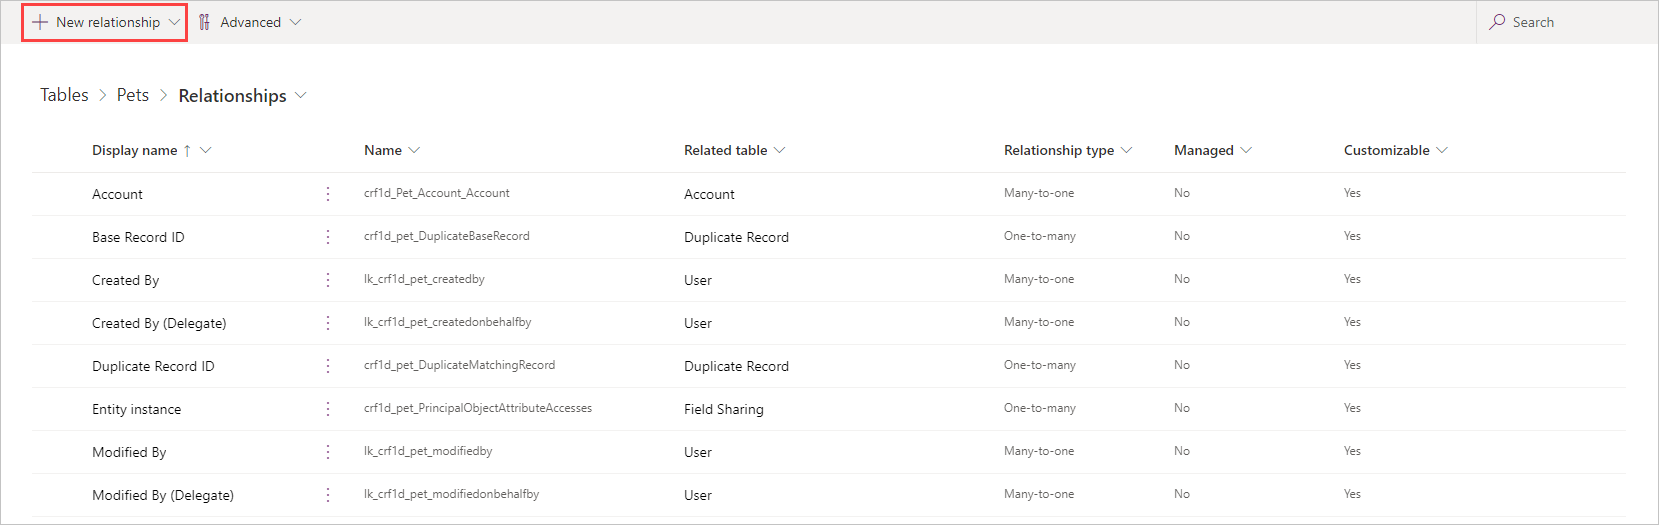 New relationship Advanced Search
Tables > Pets > Relationships
Display name ↑ Name Related table Relationship type Managed Customizable
Account crf1d_Pet_Account_Account Account Many-to-one No Yes
Base Record ID crf1d_pet_DuplicateBaseRecord Duplicate Record One-to-many No Yes
Created By lk_crf1d_pet_createdby User Many-to-one No Yes
Created By (Delegate) lk_crf1d_pet_createdonbehalfby User Many-to-one No Yes
Duplicate Record ID crf1d_pet_DuplicateMatchingRecord Duplicate Record One-to-many No Yes
Entity instance crf1d_pet_PrincipalObjectAttributeAccesses Field Sharing One-to-many No Yes
Modified By lk_crf1d_pet_modifiedby User Many-to-one No Yes
Modified By (Delegate) lk_crf1d_pet_modifiedonbehalfby User Many-to-one No Yes